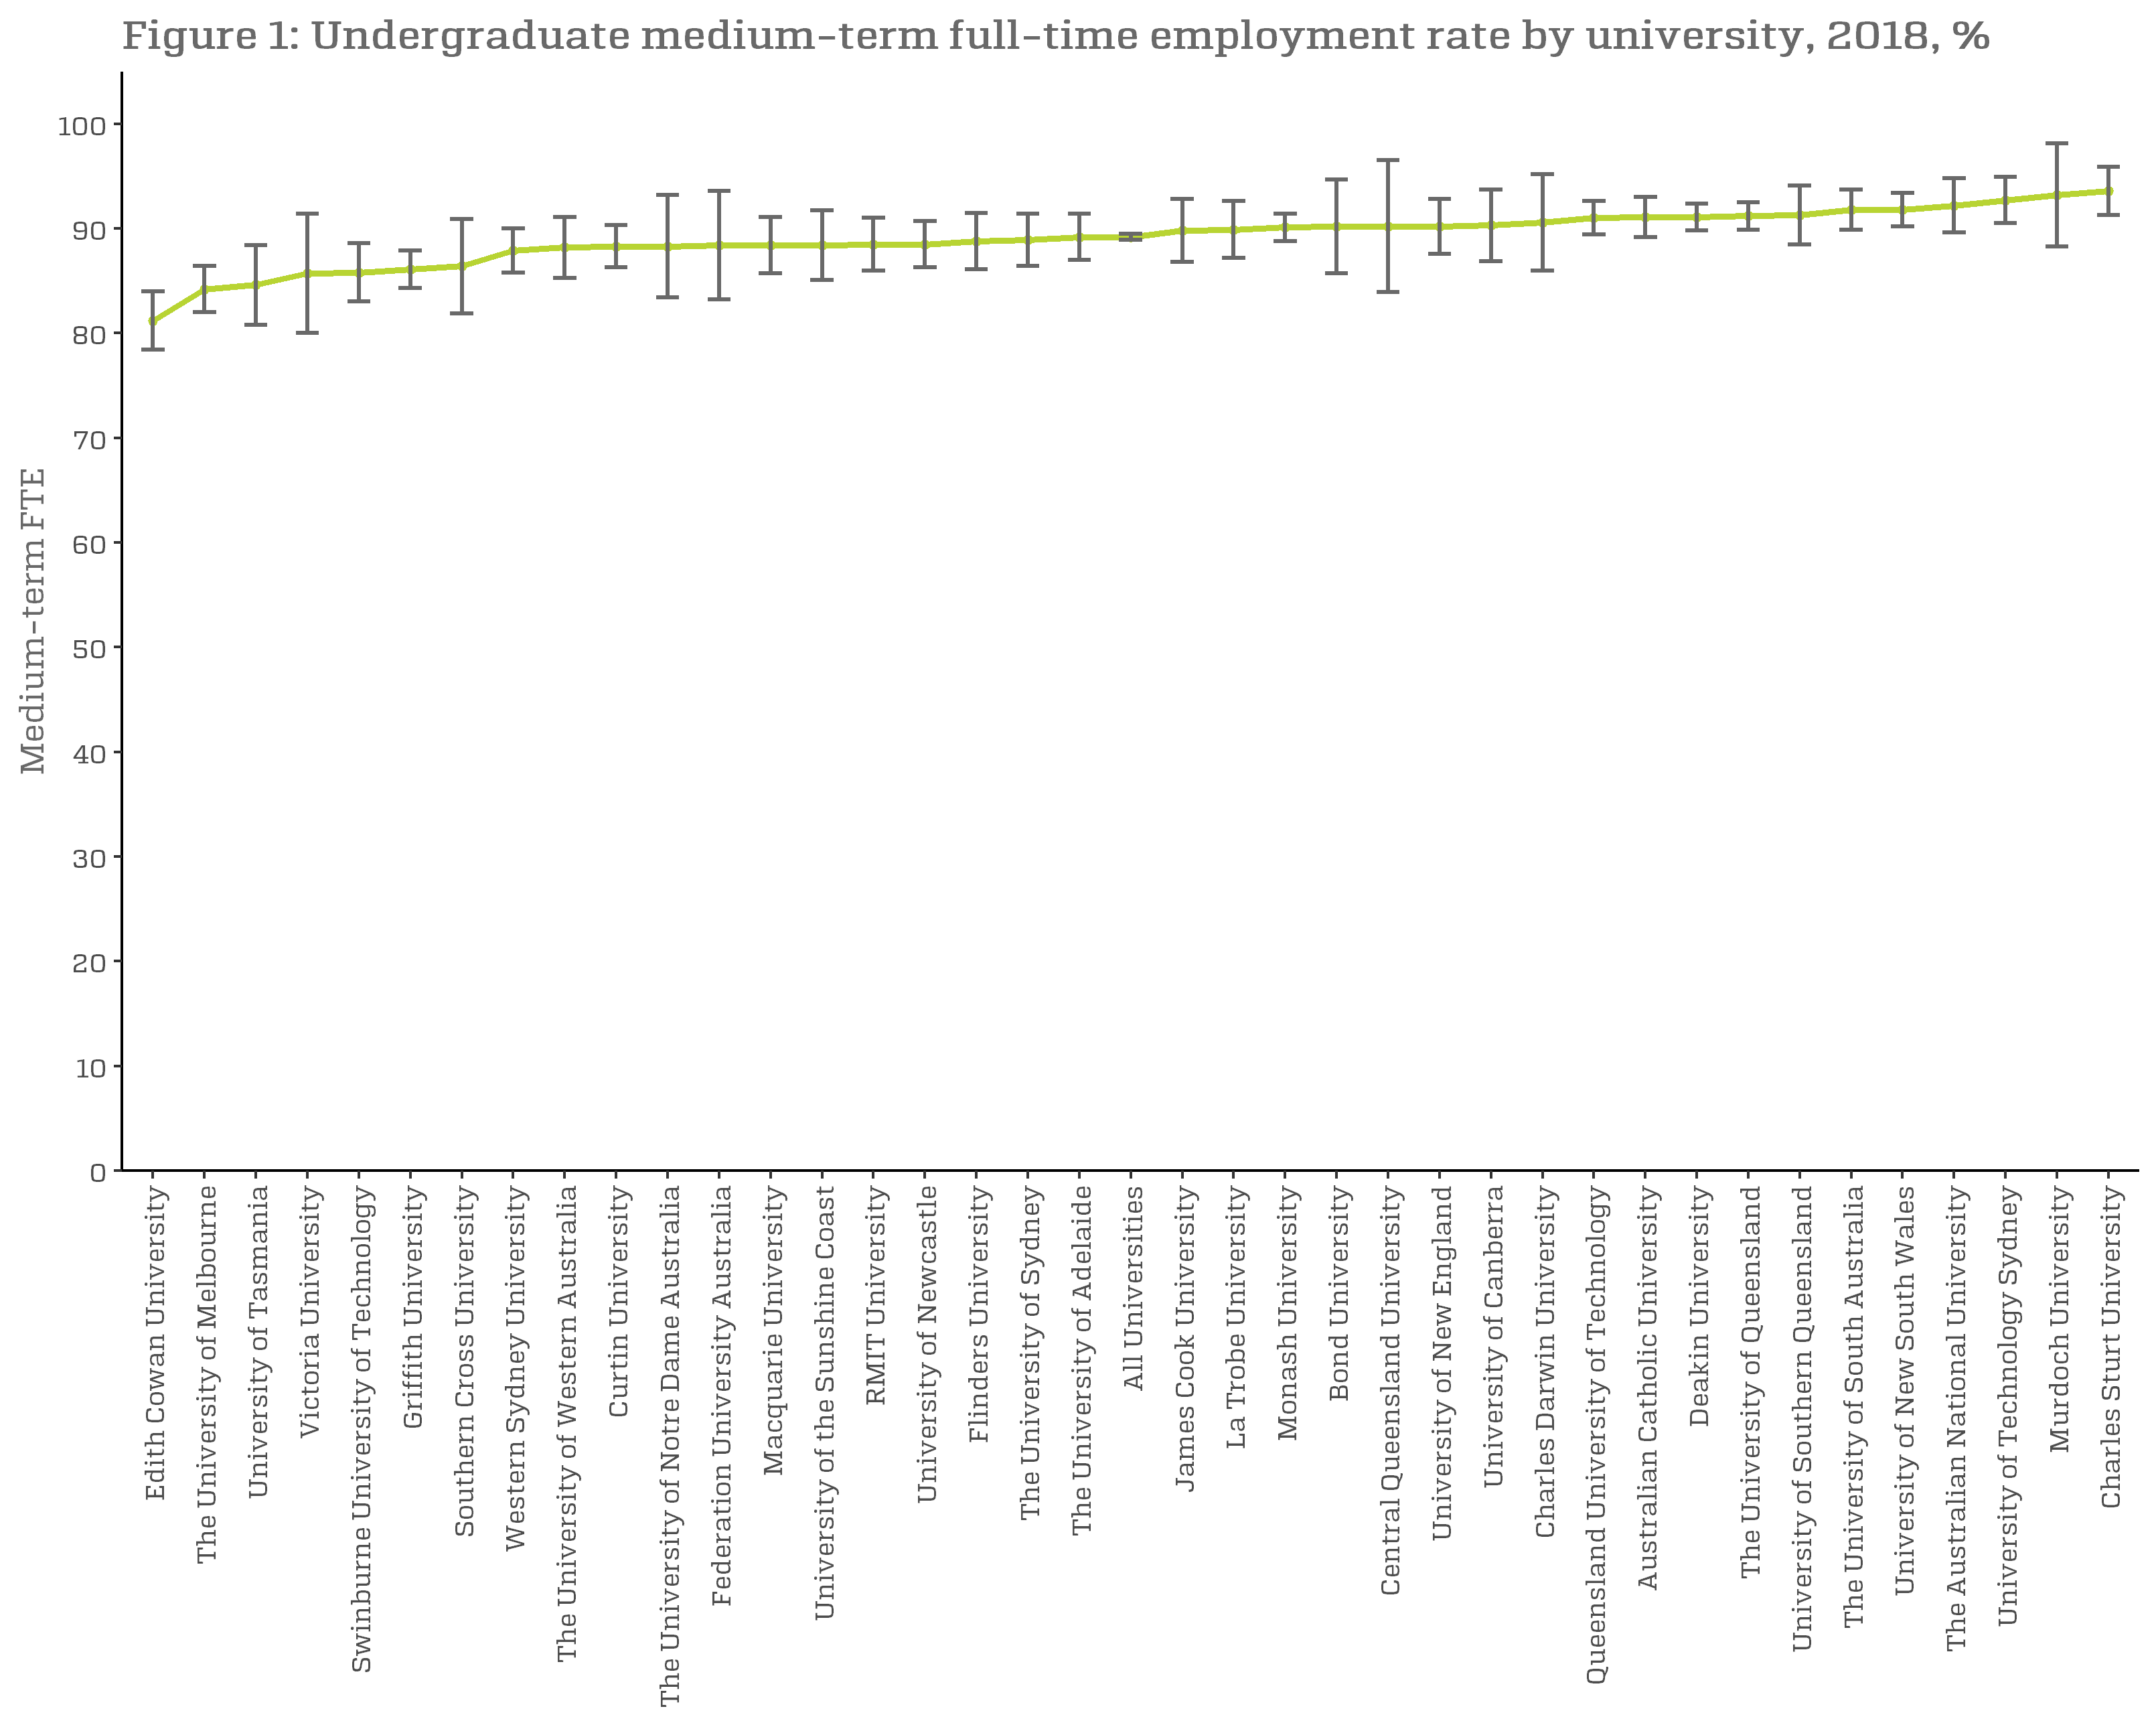 Figure 1: Undergraduate medium-term full-time employment rate by university, 2018, %
Medium-term FTE
100
90
80
70
60
50
40
30
20
10
0
Edith Cowan University
The University of Melbourne
University of Tasmania
Victoria University
Swinburne University of Technology
Griffith University
Southern Cross University
Western Sydney University
The University of Western Australia
Curtin University
The University of Notre Dame Australia
Federation University Australia
Macquarie University
University of the Sunshine Coast
RMIT University
University of Newcastle
Flinders University
The University of Sydney
The University of Adelaide
All Universities
James Cook University
La Trobe University
Monash University
Bond University
Central Queensland University
University of New England
University of Canberra
Charles Darwin University
Queensland University of Technology
Australian Catholic University
Deakin University
The University of Queensland
University of Southern Queensland
The University of South Australia
University of New South Wales
The Australian National University
University of Technology Sydney
Murdoch University
Charles Sturt University